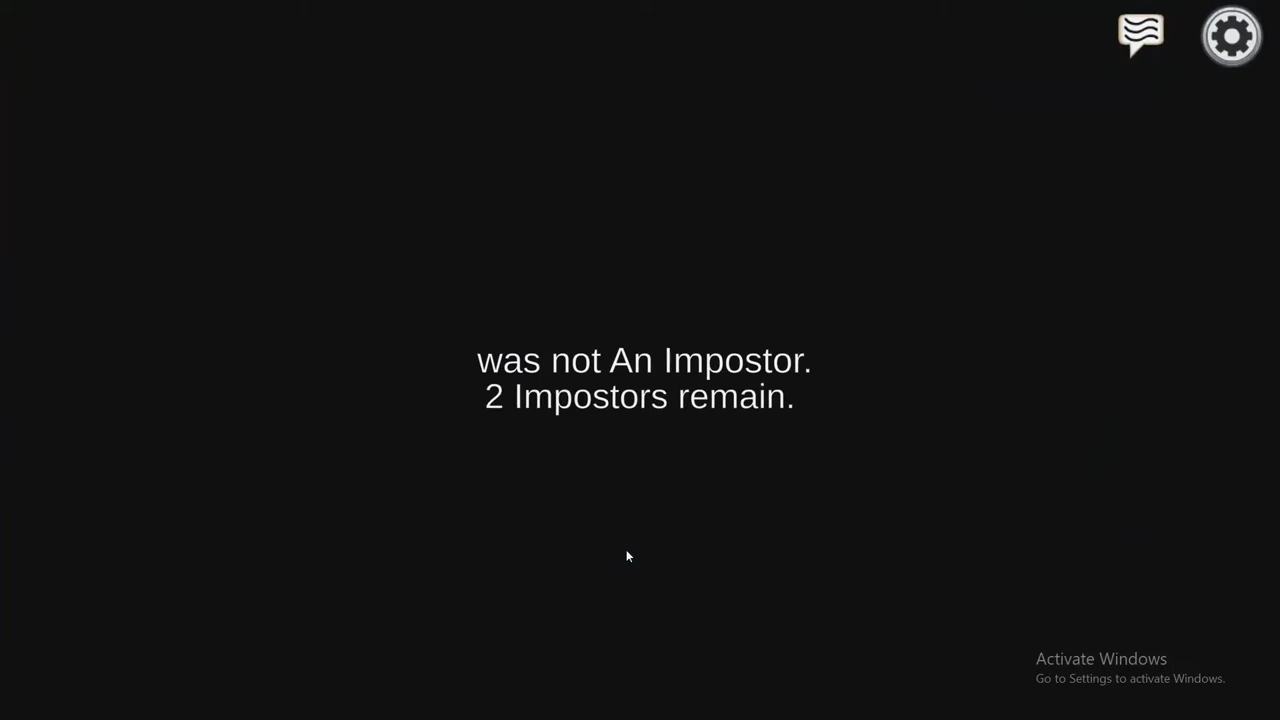 was not An Impostor.
2 Impostors remain.
Activate Windows
Go to Settings to activate Windows.